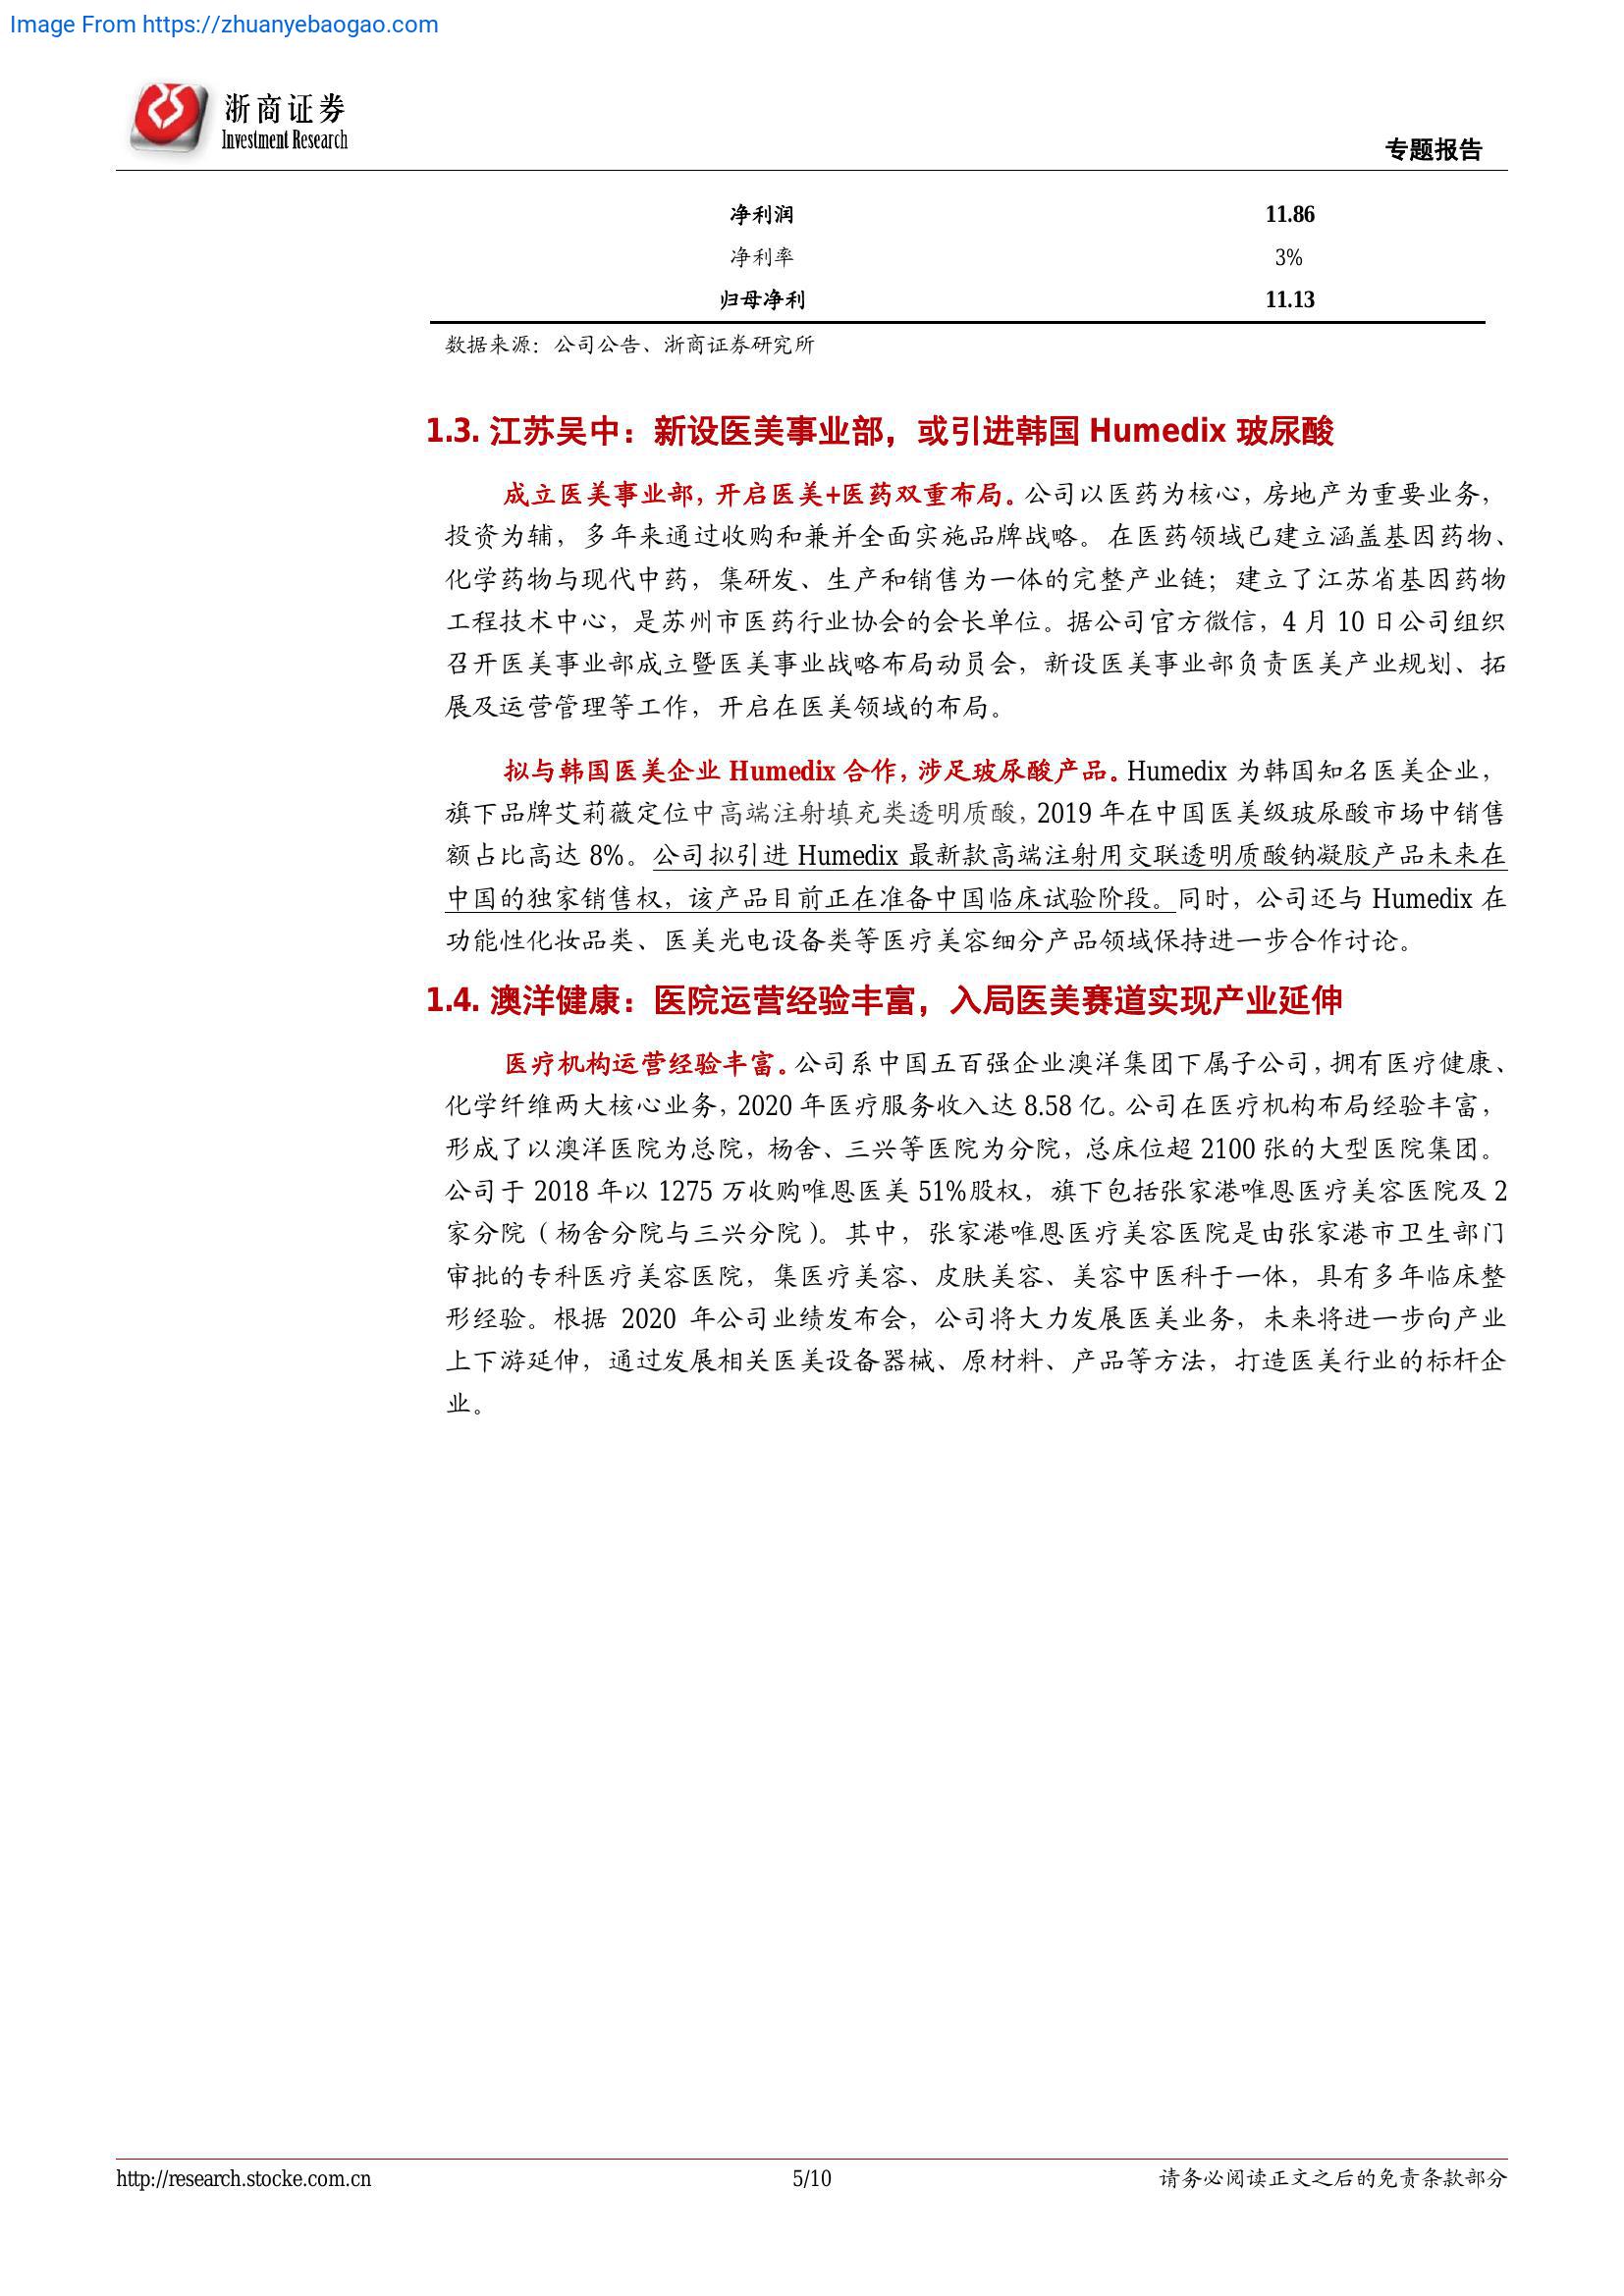 Image From https://zhuanyebaogao.com
浙商证券
Investment Research
专题报告
净利润 11.86
净利率 3%
归母净利 11.13
数据来源：公司公告、浙商证券研究所
1.3. 江苏吴中：新设医美事业部，或引进韩国 Humedix 玻尿酸
成立医美事业部，开启医美+医药双重布局。公司以医药为核心，房地产为重要业务，
投资为辅，多年来通过收购和兼并全面实施品牌战略。在医药领域已建立涵盖基因药物、
化学药物与现代中药，集研发、生产和销售为一体的完整产业链；建立了江苏省基因药物
工程技术中心，是苏州市医药行业协会的会长单位。据公司官方微信，4 月 10 日公司组织
召开医美事业部成立暨医美事业战略布局动员会，新设医美事业部负责医美产业规划、拓
展及运营管理等工作，开启在医美领域的布局。
拟与韩国医美企业 Humedix 合作，涉足玻尿酸产品。Humedix 为韩国知名医美企业，
旗下品牌艾莉薇定位中高端注射填充类透明质酸，2019 年在中国医美级玻尿酸市场中销售
额占比高达 8%。公司拟引进 Humedix 最新款高端注射用交联透明质酸钠凝胶产品未来在
中国的独家销售权，该产品目前正在准备中国临床试验阶段。同时，公司还与 Humedix 在
功能性化妆品类、医美光电设备类等医疗美容细分产品领域保持进一步合作讨论。
1.4. 澳洋健康：医院运营经验丰富，入局医美赛道实现产业延伸
医疗机构运营经验丰富。公司系中国五百强企业澳洋集团下属子公司，拥有医疗健康、
化学纤维两大核心业务，2020 年医疗服务收入达 8.58 亿。公司在医疗机构布局经验丰富，
形成了以澳洋医院为总院，杨舍、三兴等医院为分院，总床位超 2100 张的大型医院集团。
公司于 2018 年以 1275 万收购唯恩医美 51%股权，旗下包括张家港唯恩医疗美容医院及 2
家分院（杨舍分院与三兴分院）。其中，张家港唯恩医疗美容医院是由张家港市卫生部门
审批的专科医疗美容医院，集医疗美容、皮肤美容、美容中医科于一体，具有多年临床整
形经验。根据 2020 年公司业绩发布会，公司将大力发展医美业务，未来将进一步向产业
上下游延伸，通过发展相关医美设备器械、原材料、产品等方法，打造医美行业的标杆企
业。
http://research.stocke.com.cn 5/10 请务必阅读正文之后的免责条款部分